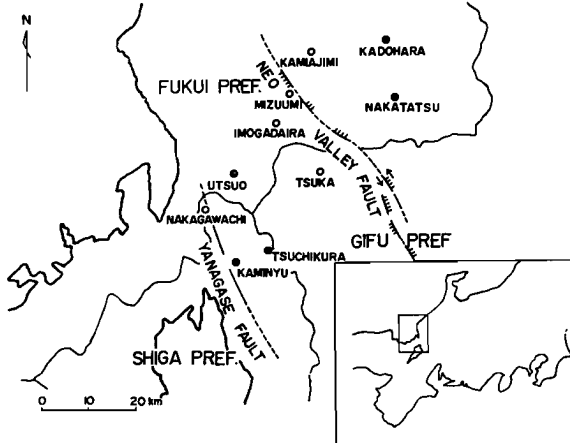 N
KADOHARA
KAMIAJIMI
NEO
FUKUI PREF.
MIZUUMI
NAKATATSU
IMOGADAIRA
VALLEY
UTSUO
TSUKA
FAULT
NAKAGAWACHI
GIFU PREF
TSUCHIKURA
KAMINYU
YANAGASE FAULT
SHIGA PREF.
0 10 20 km